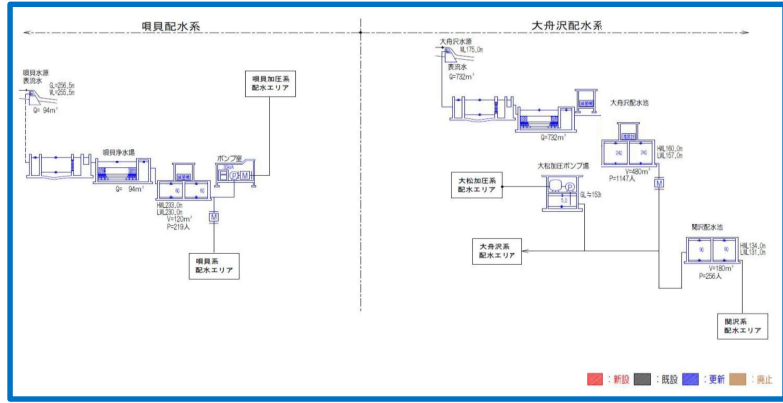 唄貝配水系
大舟沢配水系
唄貝水源
表流水
GL=256.5m
WL=255.5m
Q= 94m³
唄貝浄水場
Q= 94m³
HWL233.0m
LWL230.0m
V=120m³
P=219人
ポンプ室
P
M
M
唄貝加圧系
配水エリア
唄貝系
配水エリア
大舟沢水源
WL175.0m
表流水
Q=732m³
Q=732m³
大舟沢配水池
HWL160.0m
LWL157.0m
V=480m³
P=1147人
M
大松加圧ポンプ場
P
GL≒153m
大松加圧系
配水エリア
大舟沢系
配水エリア
関沢配水池
HWL134.0m
LWL131.0m
V=180m³
P=256人
関沢系
配水エリア
:新設 :既設 :更新 :廃止